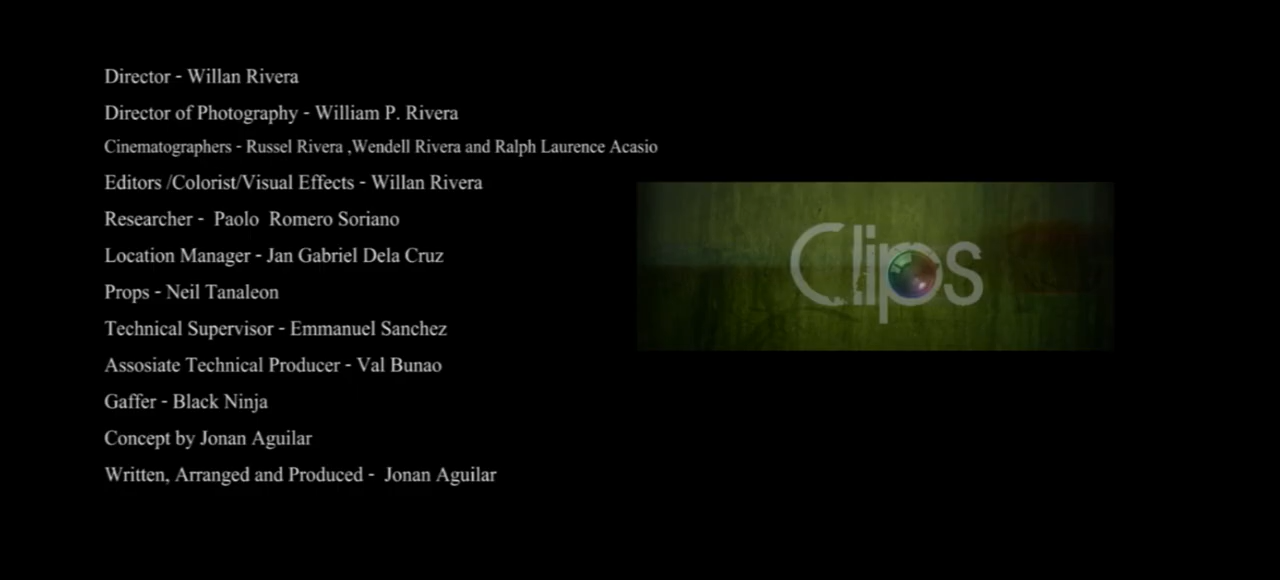 Director - Willan Rivera
Director of Photography - William P. Rivera
Cinematographers - Russel Rivera ,Wendell Rivera and Ralph Laurence Acasio
Editors /Colorist/Visual Effects - Willan Rivera
Researcher -  Paolo  Romero Soriano
Location Manager - Jan Gabriel Dela Cruz
Props - Neil Tanaleon
Technical Supervisor - Emmanuel Sanchez
Assosiate Technical Producer - Val Bunao
Gaffer - Black Ninja
Concept by Jonan Aguilar
Written, Arranged and Produced -  Jonan Aguilar
Clips